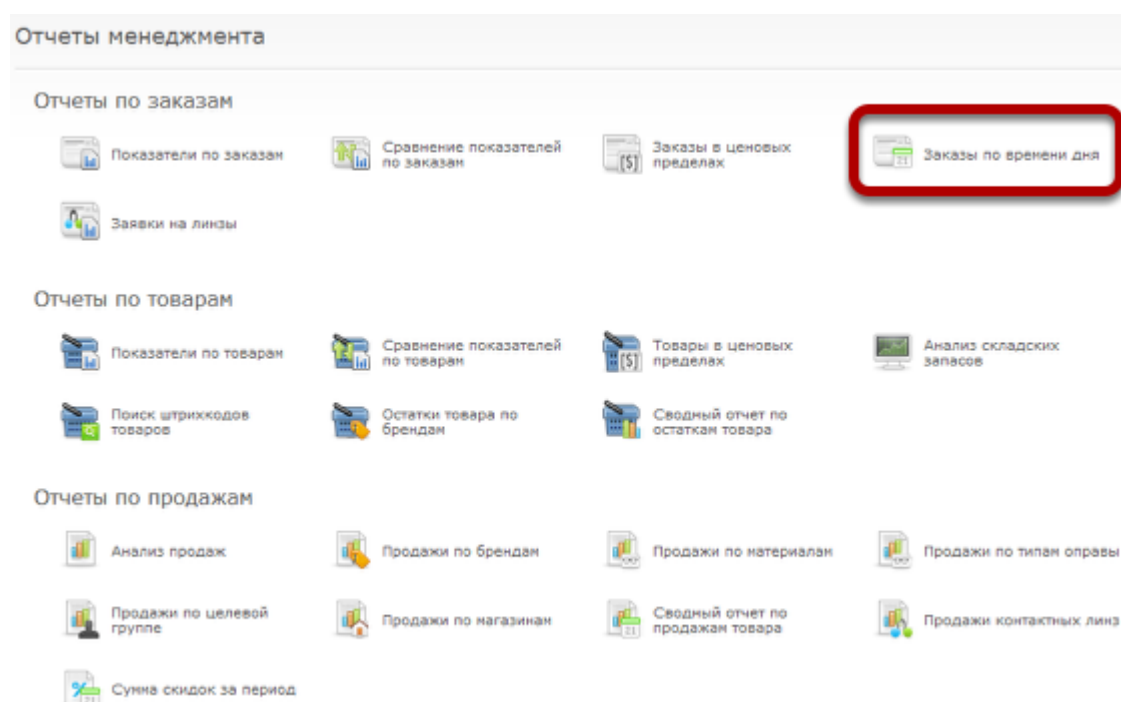 Отчеты менеджмента
Отчеты по заказам
Показатели по заказам
Сравнение показателей
по заказам
Заказы в ценовых
пределах
Заказы по времени дня
Заявки на линзы
Отчеты по товарам
Показатели по товарам
Сравнение показателей
по товарам
Товары в ценовых
пределах
Анализ складских
запасов
Поиск штрихкодов
товаров
Остатки товара по
брендам
Сводный отчет по
остаткам товара
Отчеты по продажам
Анализ продаж
Продажи по брендам
Продажи по материалам
Продажи по типам оправы
Продажи по целевой
группе
Продажи по магазинам
Сводный отчет по
продажам товара
Продажи контактных линз
Сумма скидок за период